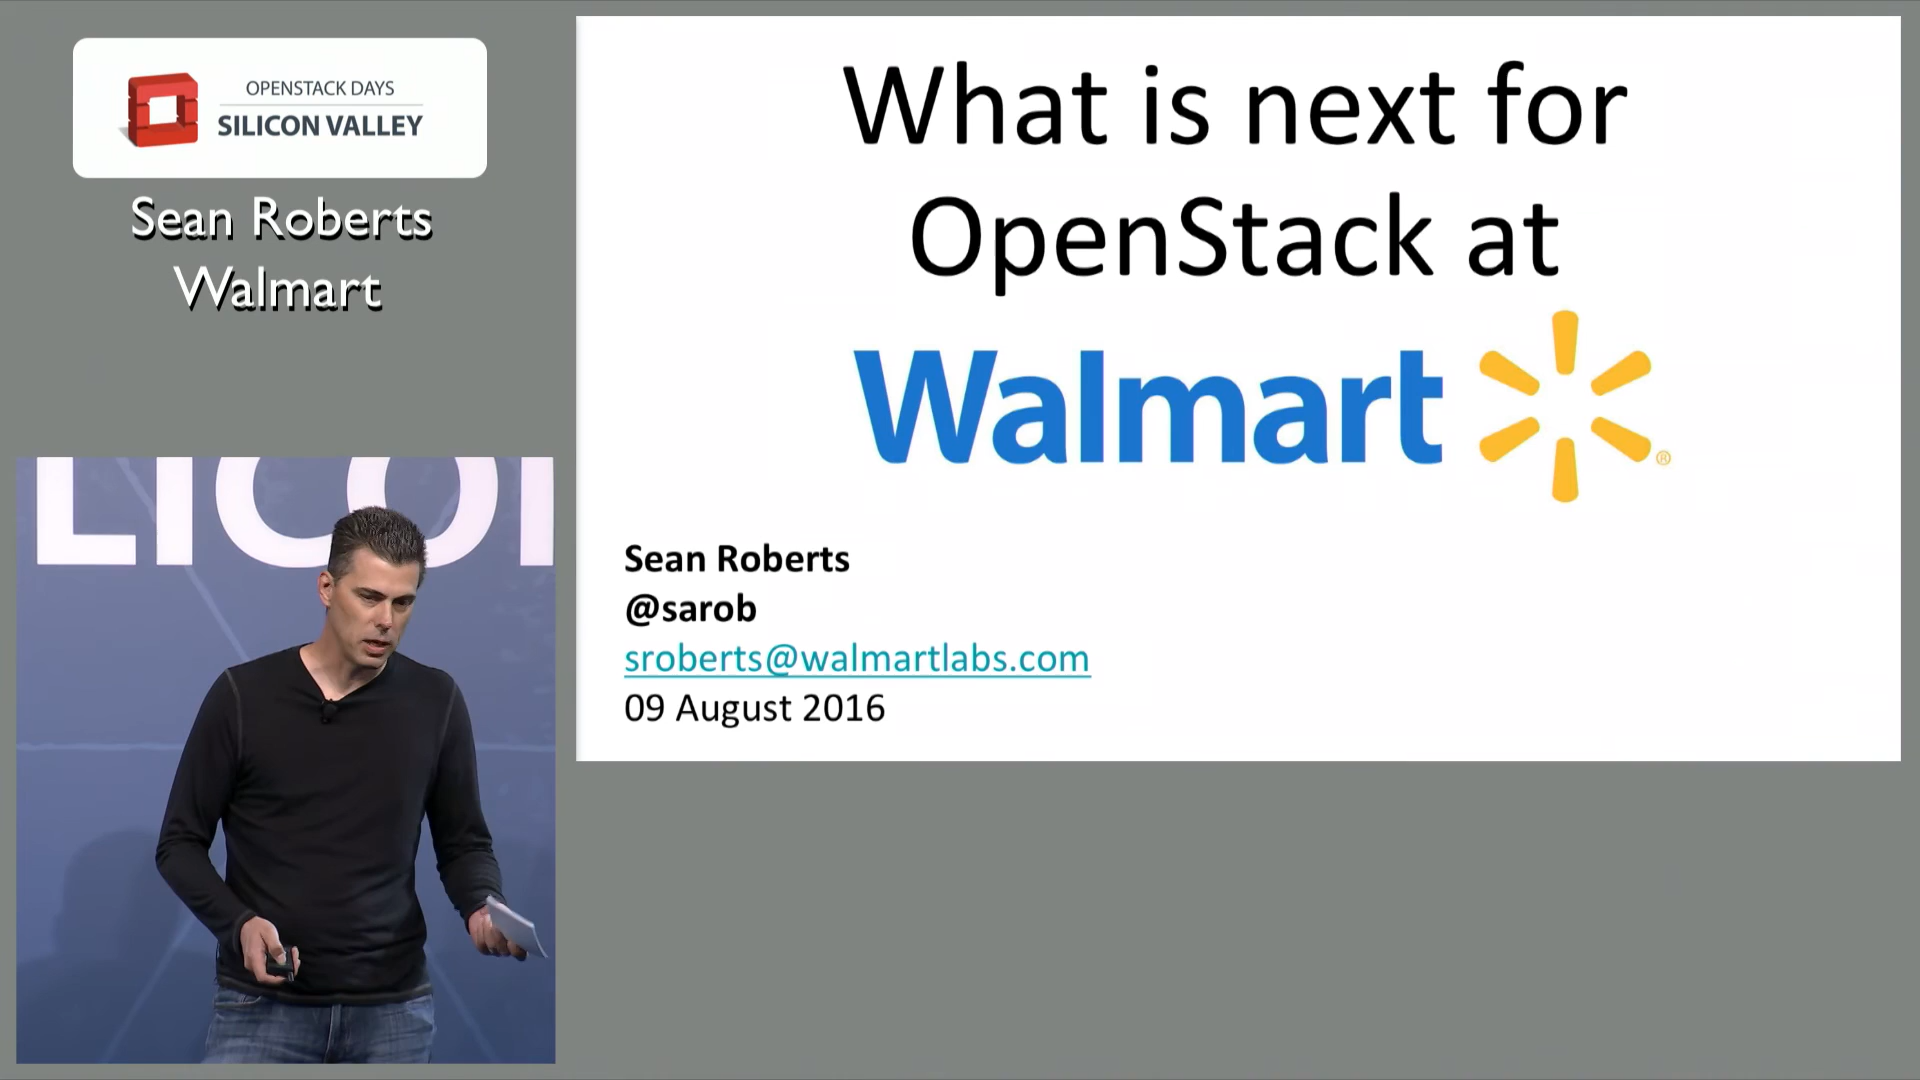 OPENSTACK DAYS
SILICON VALLEY
Sean Roberts
Walmart
LICO
What is next for
OpenStack at
Walmart
®
Sean Roberts
@sarob
sroberts@walmartlabs.com
09 August 2016